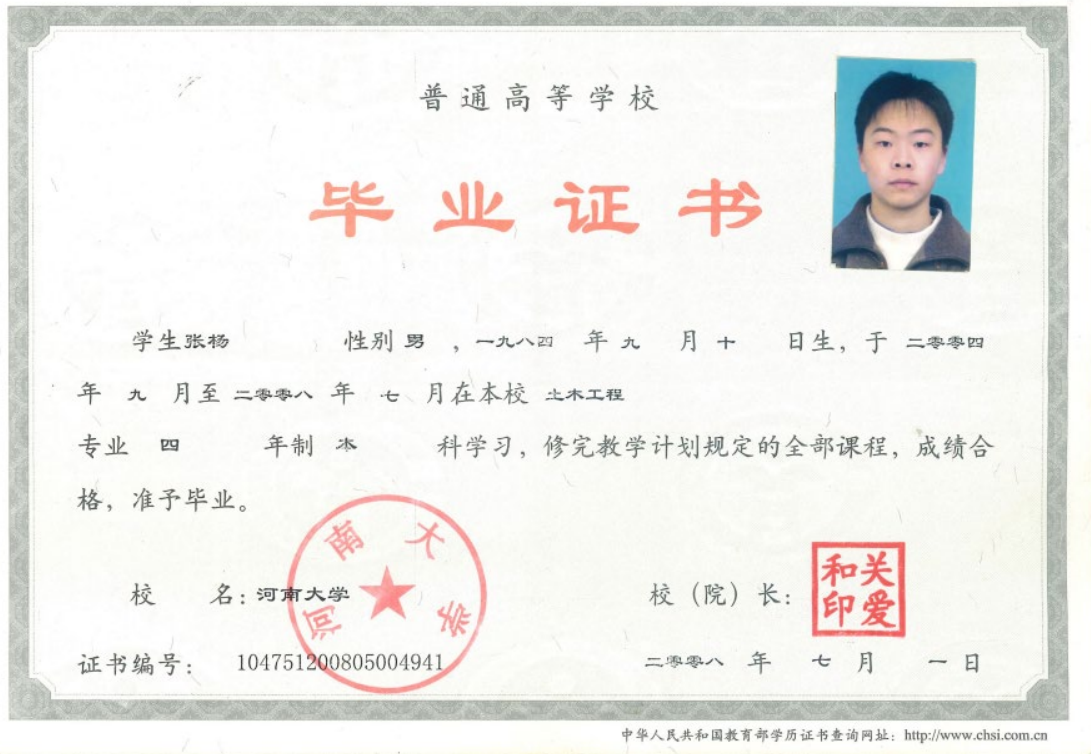 普通高等学校
毕业证书
学生张杨 性别 男 ，一九八四 年 九 月 十 日生，于 二零零四
年 九 月至 二零零八 年 七 月在本校 土木工程
专业 四 年制 本 科学习，修完教学计划规定的全部课程，成绩合
格，准予毕业。
河南大学
校 名：河南大学
校（院）长：
关爱和印
证书编号： 104751200805004941
二零零八 年 七 月 一 日
中华人民共和国教育部学历证书查询网址：http://www.chsi.com.cn